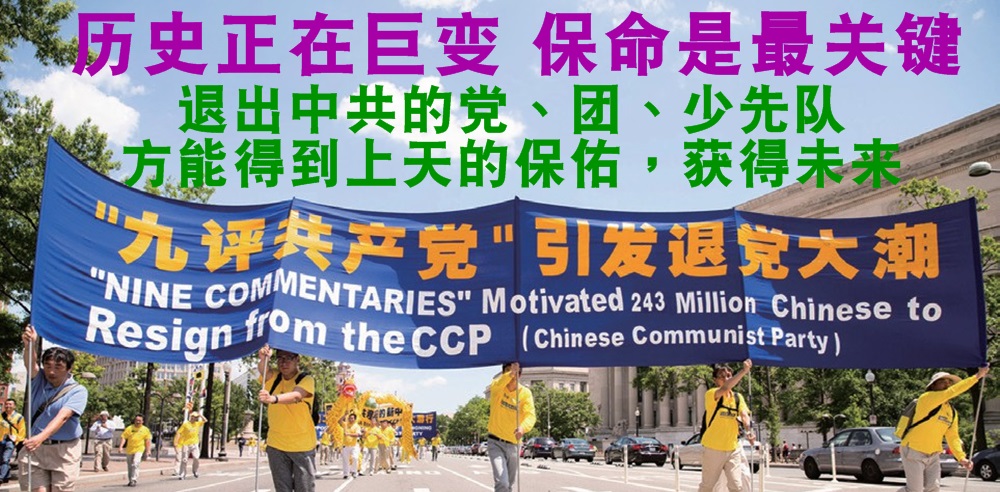 历史正在巨变 保命是最关键
退出中共的党、团、少先队
方能得到上天的保佑，获得未来
"九评共产党"引发退党大潮
"NINE COMMENTARIES" Motivated 243 Million Chinese to
Resign from the CCP (Chinese Communist Party)